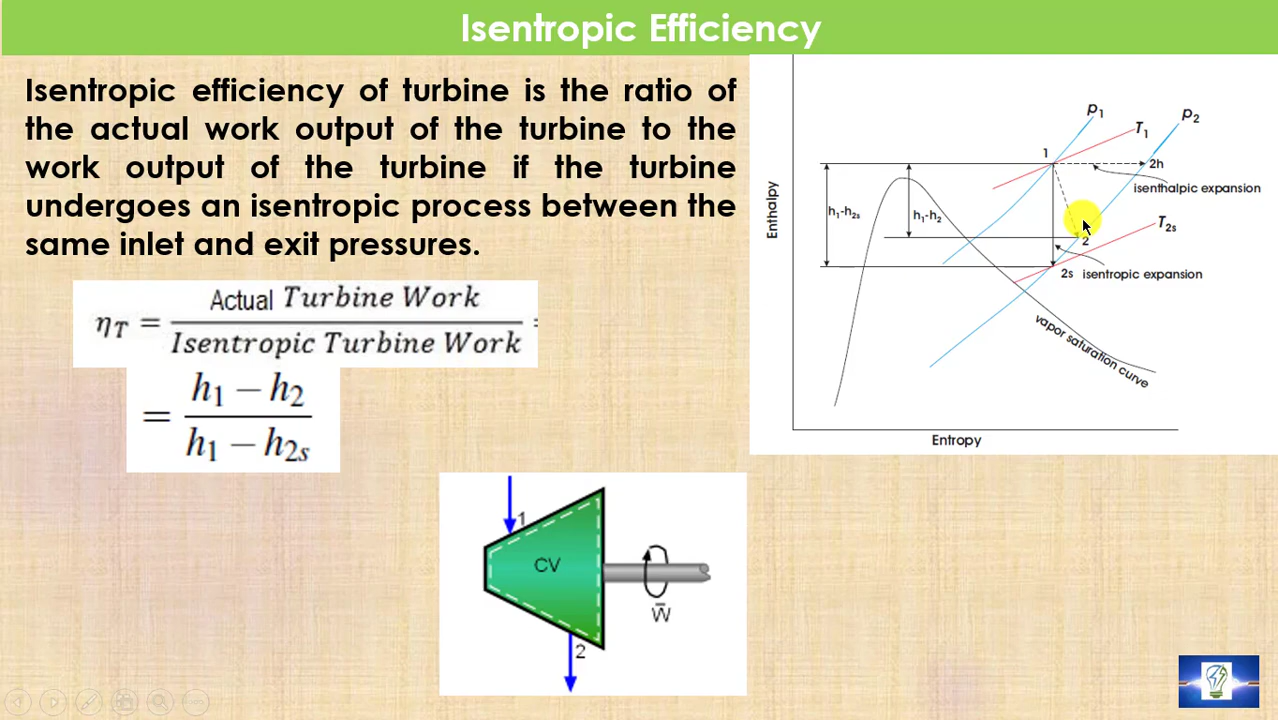 Isentropic Efficiency
Isentropic efficiency of turbine is the ratio of
the actual work output of the turbine to the
work output of the turbine if the turbine
undergoes an isentropic process between the
same inlet and exit pressures.
η_T = Actual Turbine Work / Isentropic Turbine Work =
= h₁ − h₂ / h₁ − h₂ₛ
Enthalpy
p₁
T₁
p₂
1
2h
isenthalpic expansion
h₁-h₂ₛ
h₁-h₂
T₂ₛ
2
2s isentropic expansion
vapor saturation curve
Entropy
1
CV
W̄
2